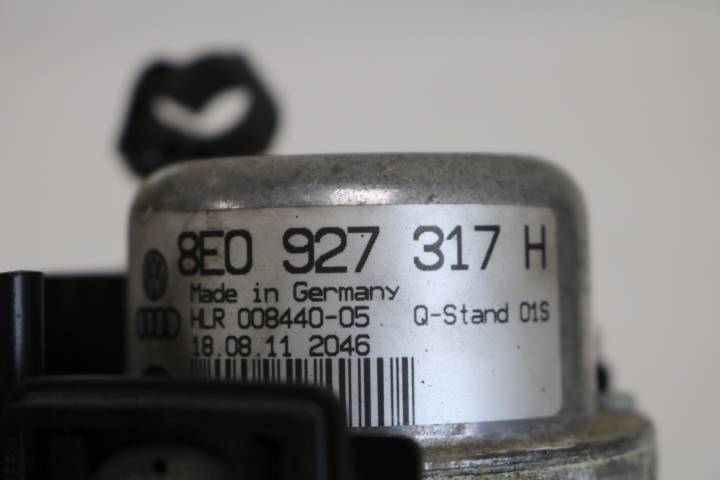 8E0 927 317 H
Made in Germany
HLR 008440-05 Q-Stand 01S
18.08.11 2046